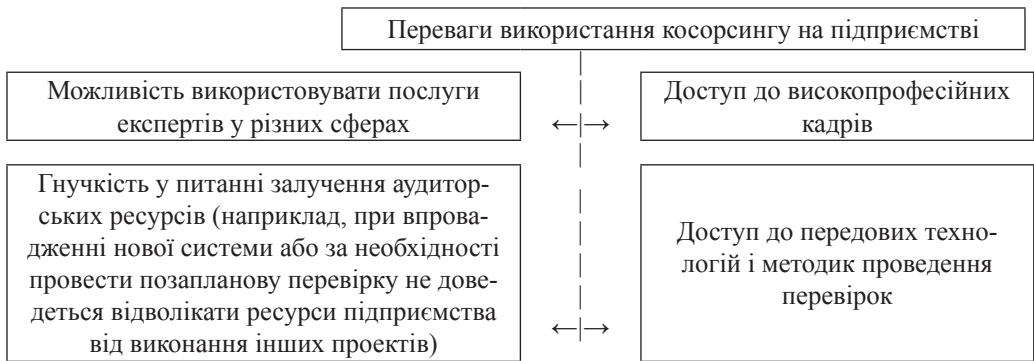 Переваги використання косорсингу на підприємстві
Можливість використовувати послуги
експертів у різних сферах
Доступ до високопрофесійних
кадрів
Гнучкість у питанні залучення аудитор-
ських ресурсів (наприклад, при впрова-
дженні нової системи або за необхідності
провести позапланову перевірку не дове-
деться відволікати ресурси підприємства
від виконання інших проектів)
Доступ до передових техно-
логій і методик проведення
перевірок